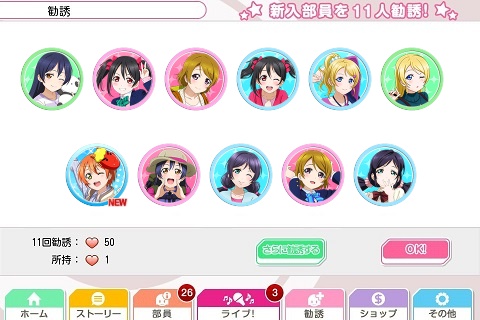 勧誘
新入部員を11人勧誘!
NEW
11回勧誘: 50
所持: 1
さらに勧誘する
OK!
26
3
ホーム
ストーリー
部員
ライブ!
勧誘
ショップ
その他